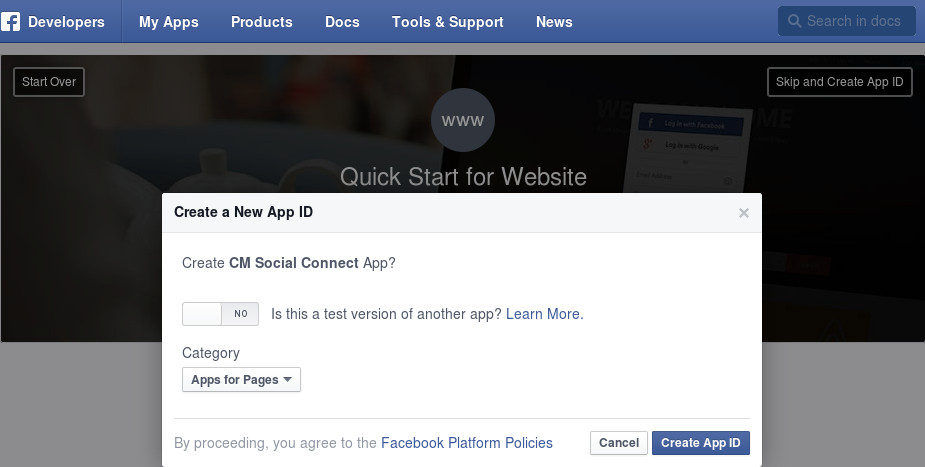 Developers My Apps Products Docs Tools & Support News Search in docs
Start Over Skip and Create App ID
www
Log in with Facebook
Log in with Google
Quick Start for Website
Create a New App ID
Create CM Social Connect App?
NO Is this a test version of another app? Learn More.
Category
Apps for Pages
By proceeding, you agree to the Facebook Platform Policies Cancel Create App ID